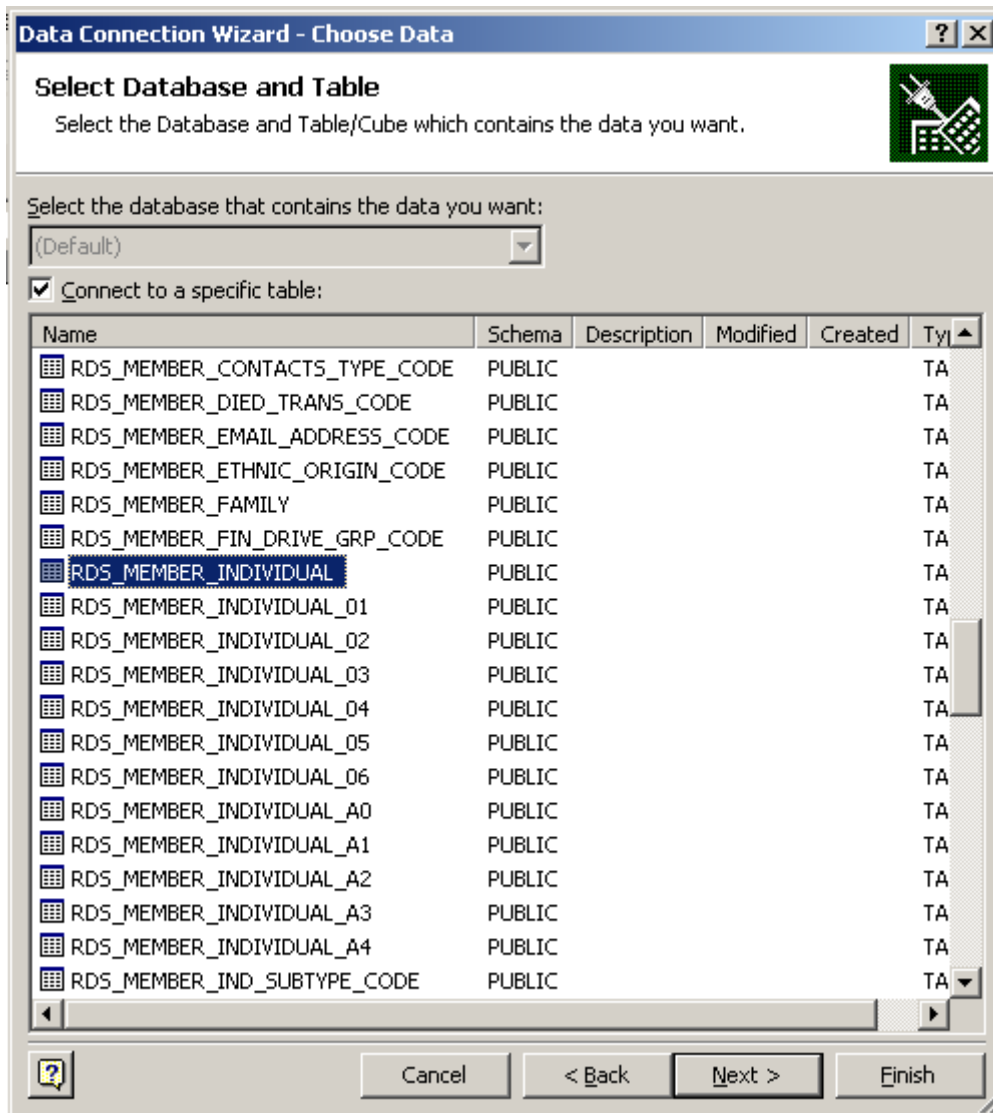 Data Connection Wizard - Choose Data
Select Database and Table
Select the Database and Table/Cube which contains the data you want.
Select the database that contains the data you want:
(Default)
Connect to a specific table:
Name Schema Description Modified Created Typ
RDS_MEMBER_CONTACTS_TYPE_CODE PUBLIC TA
RDS_MEMBER_DIED_TRANS_CODE PUBLIC TA
RDS_MEMBER_EMAIL_ADDRESS_CODE PUBLIC TA
RDS_MEMBER_ETHNIC_ORIGIN_CODE PUBLIC TA
RDS_MEMBER_FAMILY PUBLIC TA
RDS_MEMBER_FIN_DRIVE_GRP_CODE PUBLIC TA
RDS_MEMBER_INDIVIDUAL PUBLIC TA
RDS_MEMBER_INDIVIDUAL_01 PUBLIC TA
RDS_MEMBER_INDIVIDUAL_02 PUBLIC TA
RDS_MEMBER_INDIVIDUAL_03 PUBLIC TA
RDS_MEMBER_INDIVIDUAL_04 PUBLIC TA
RDS_MEMBER_INDIVIDUAL_05 PUBLIC TA
RDS_MEMBER_INDIVIDUAL_06 PUBLIC TA
RDS_MEMBER_INDIVIDUAL_A0 PUBLIC TA
RDS_MEMBER_INDIVIDUAL_A1 PUBLIC TA
RDS_MEMBER_INDIVIDUAL_A2 PUBLIC TA
RDS_MEMBER_INDIVIDUAL_A3 PUBLIC TA
RDS_MEMBER_INDIVIDUAL_A4 PUBLIC TA
RDS_MEMBER_IND_SUBTYPE_CODE PUBLIC TA
Cancel < Back Next > Finish